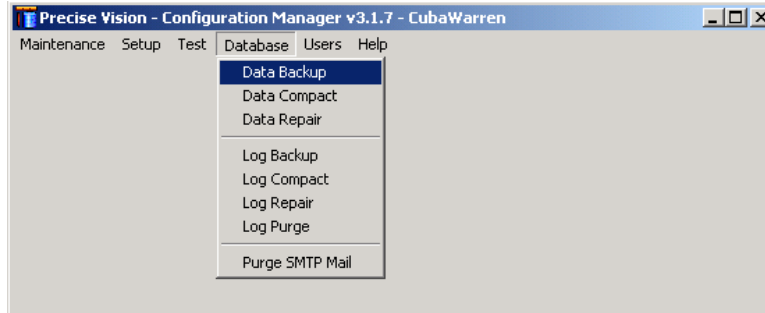 Precise Vision - Configuration Manager v3.1.7 - CubaWarren
Maintenance Setup Test Database Users Help
Data Backup
Data Compact
Data Repair
Log Backup
Log Compact
Log Repair
Log Purge
Purge SMTP Mail